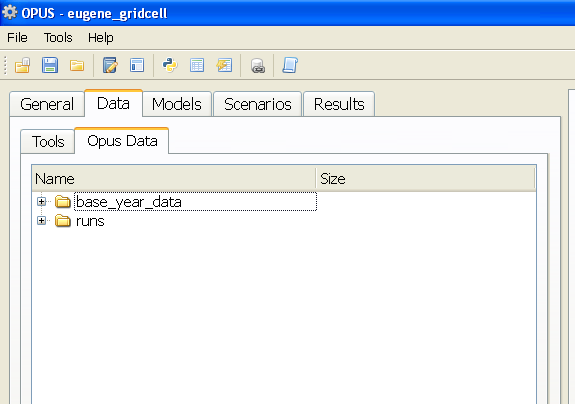 OPUS - eugene_gridcell
File Tools Help
General Data Models Scenarios Results
Tools Opus Data
Name Size
base_year_data
runs